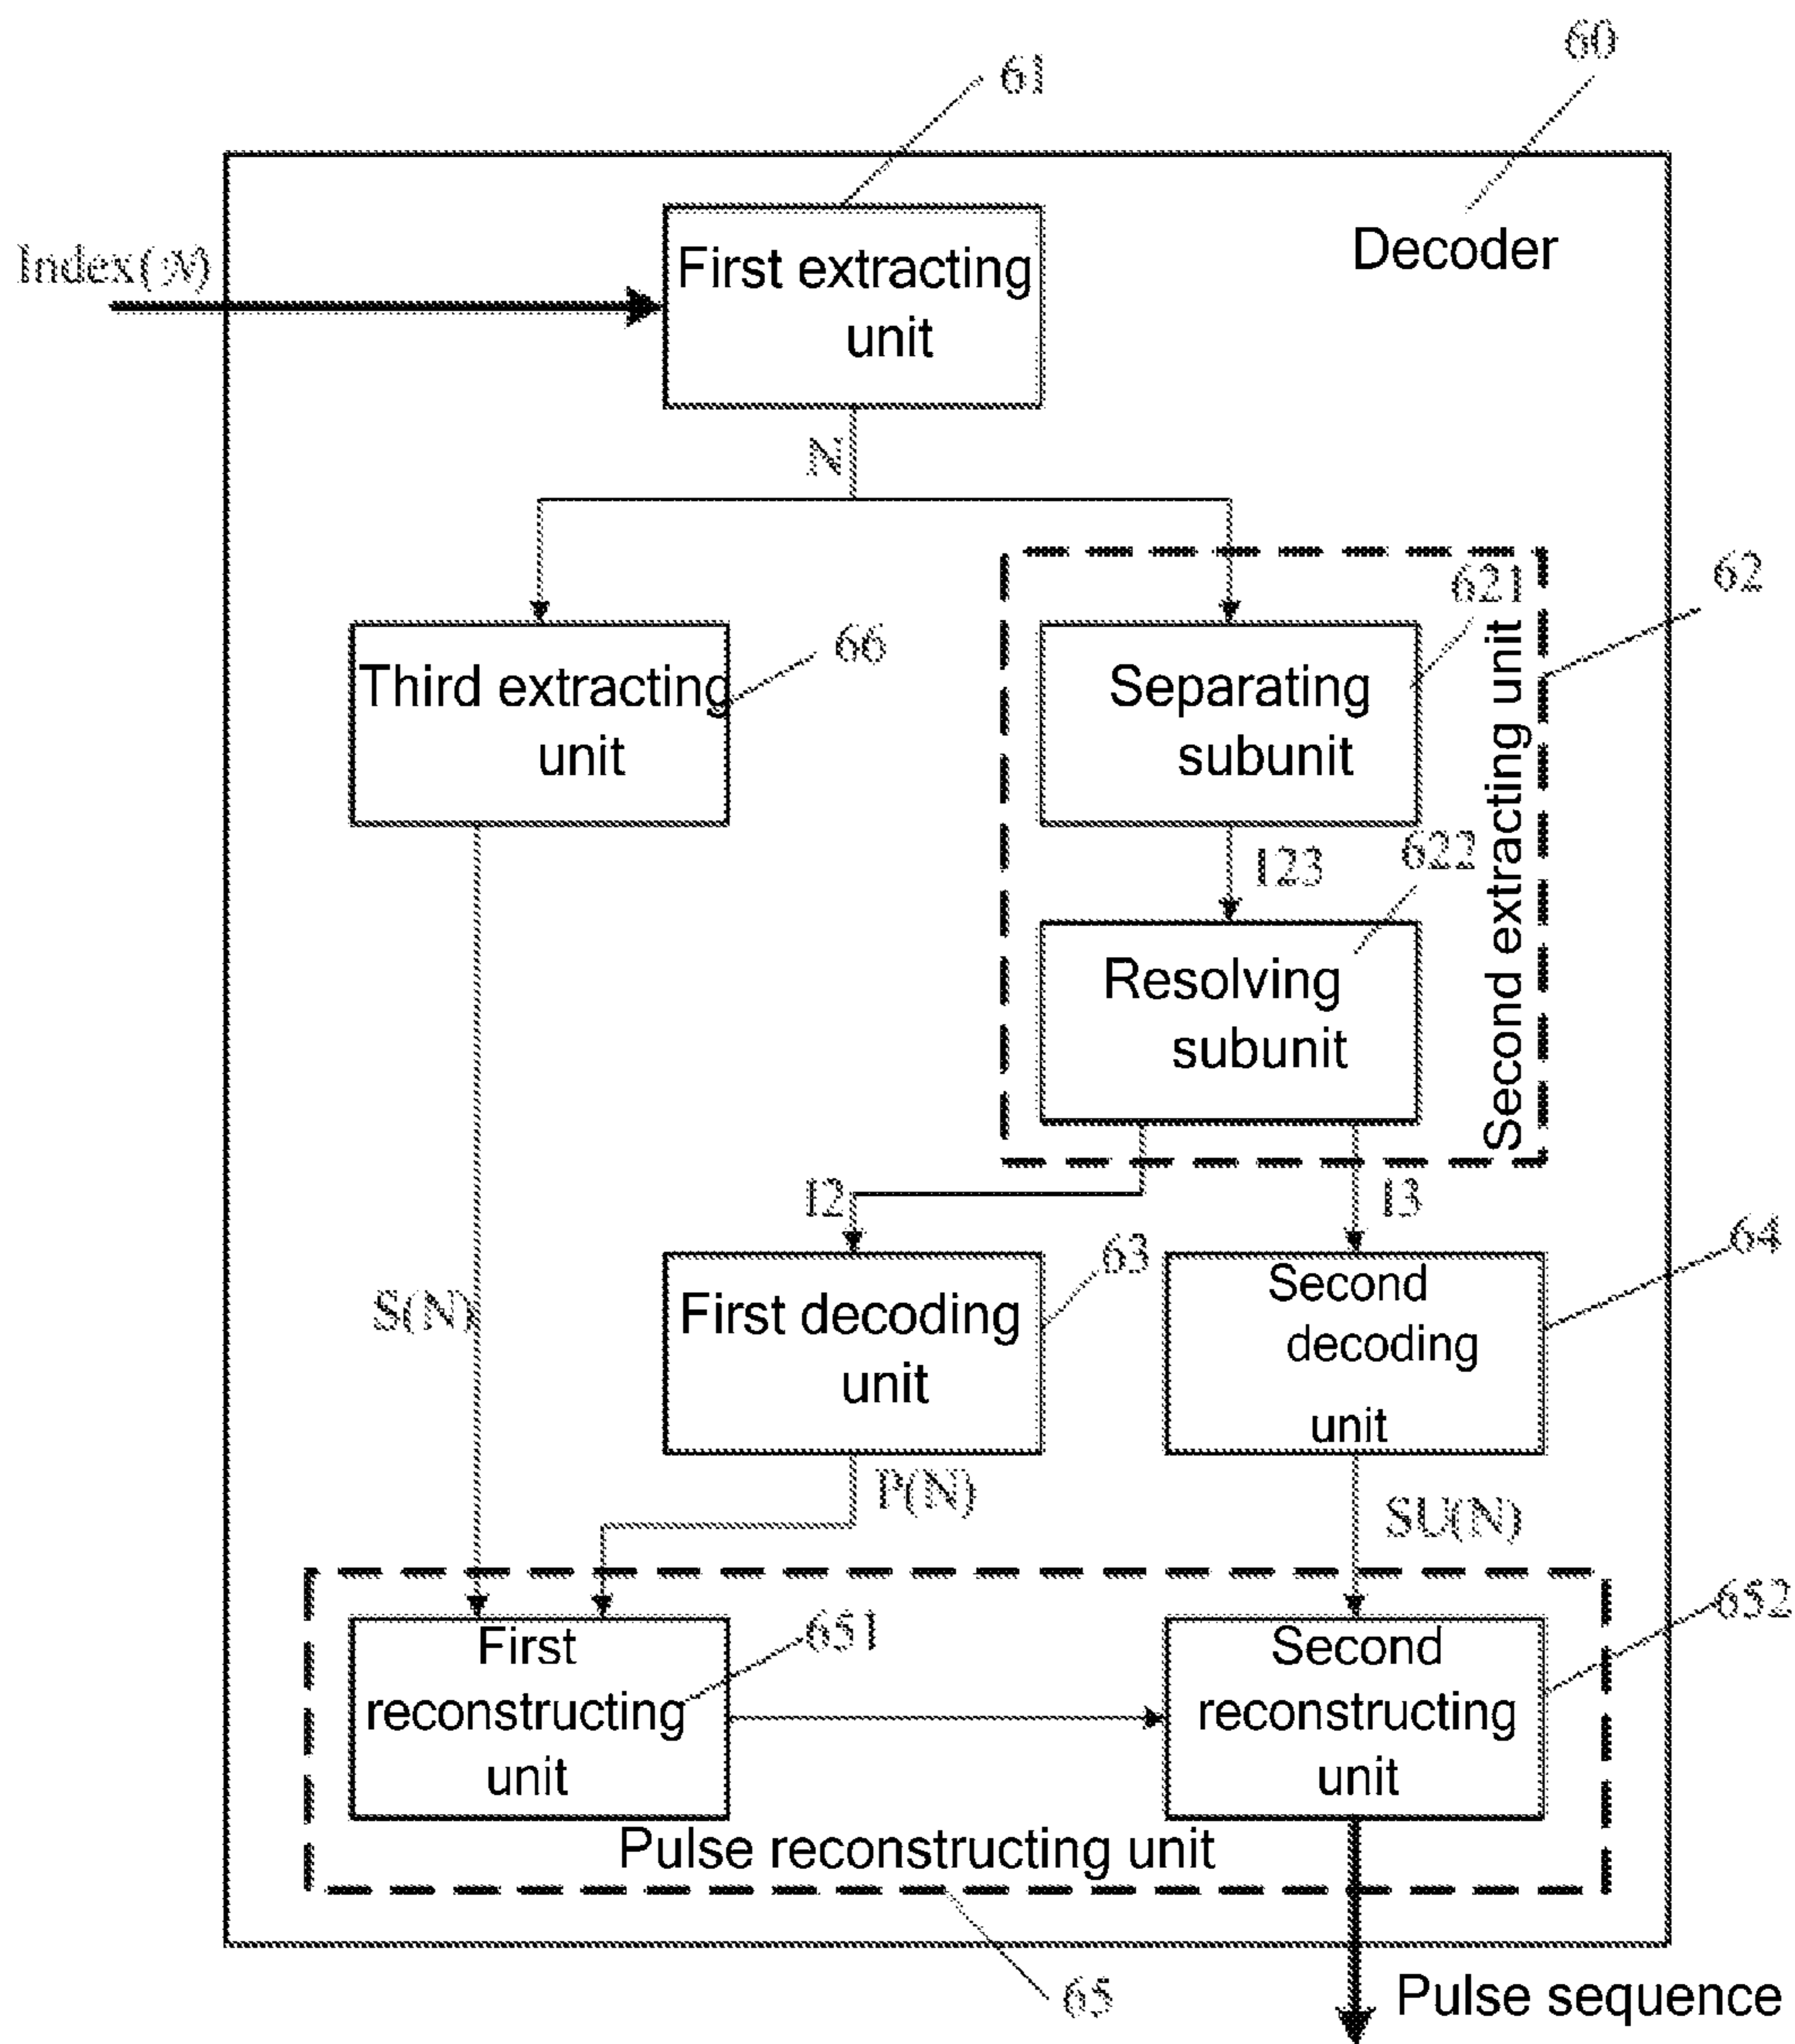 60
61
Index(N)
First extracting
unit
Decoder
N
62
621
Third extracting
unit
66
Separating
subunit
Second extracting unit
I23
622
Resolving
subunit
I2
I3
63
64
S(N)
First decoding
unit
Second
decoding
unit
P(N)
SU(N)
652
First
reconstructing
unit
651
Second
reconstructing
unit
Pulse reconstructing unit
65
Pulse sequence